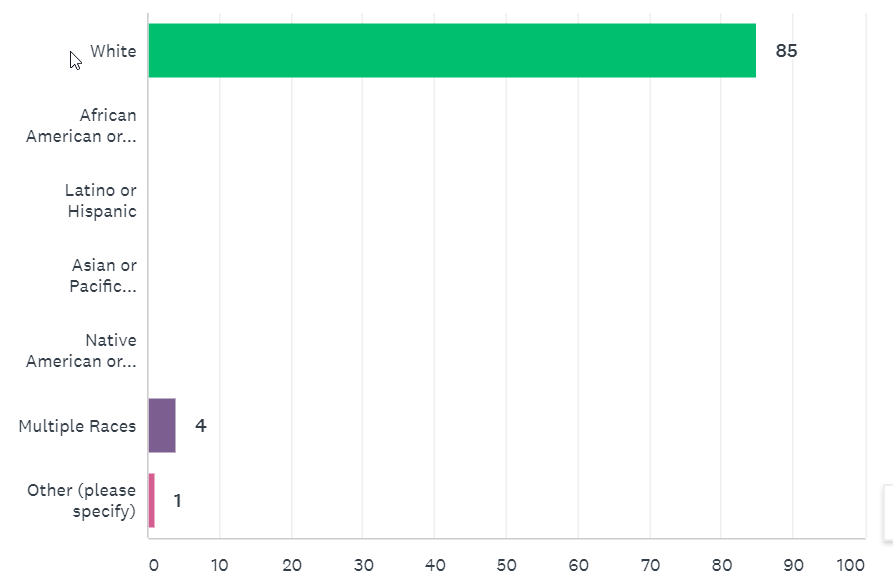 White
85
African
American or...
Latino or
Hispanic
Asian or
Pacific...
Native
American or...
Multiple Races
4
Other (please
specify)
1
0 10 20 30 40 50 60 70 80 90 100